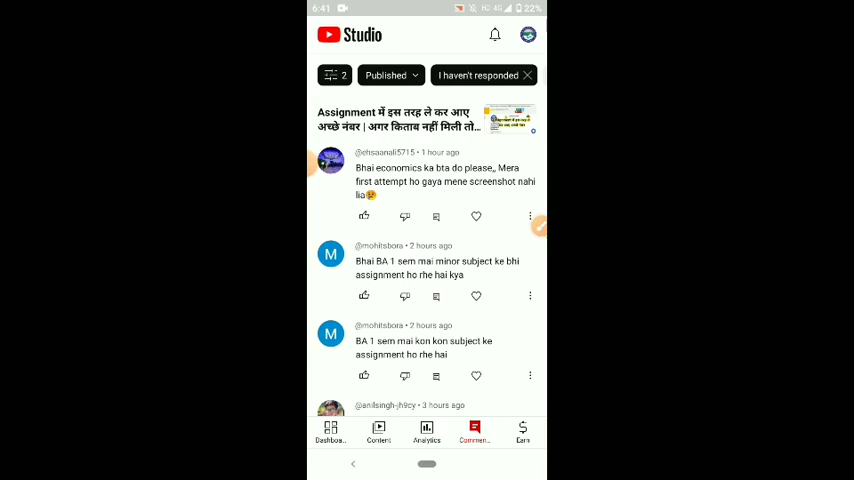 6:41
HD 4G 22%
Studio
2
Published
I haven't responded
Assignment में इस तरह ले कर आए
अच्छे नंबर | अगर किताब नहीं मिली तो...
@ehsaanali5715 • 1 hour ago
Bhai economics ka bta do please,, Mera
first attempt ho gaya mene screenshot nahi
lia😢
M
@mohitsbora • 2 hours ago
Bhai BA 1 sem mai minor subject ke bhi
assignment ho rhe hai kya
M
@mohitsbora • 2 hours ago
BA 1 sem mai kon kon subject ke
assignment ho rhe hai
@anilsingh-jh9cy • 3 hours ago
Dashboa... Content Analytics Commen... Earn